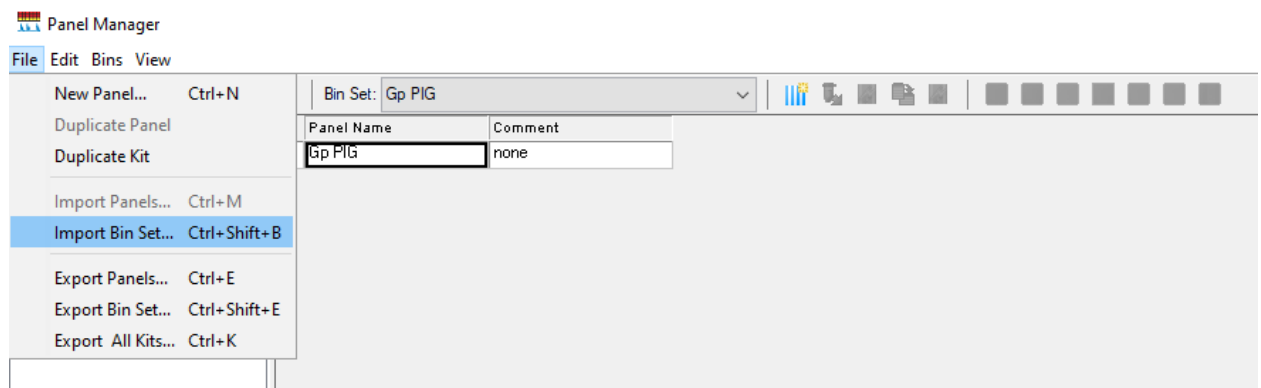 Panel Manager
File Edit Bins View
New Panel... Ctrl+N
Duplicate Panel
Duplicate Kit
Import Panels... Ctrl+M
Import Bin Set... Ctrl+Shift+B
Export Panels... Ctrl+E
Export Bin Set... Ctrl+Shift+E
Export All Kits... Ctrl+K
Bin Set: Gp PIG
Panel Name Comment
Gp PIG none